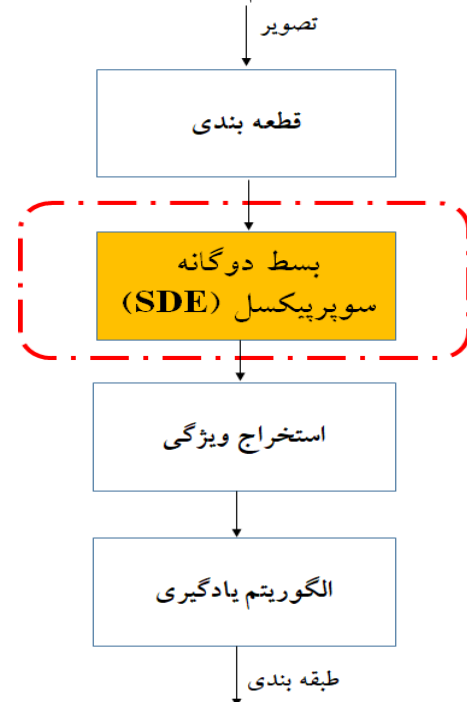 تصویر
قطعه بندی
بسط دوگانه
سوپرپیکسل (SDE)
استخراج ویژگی
الگوریتم یادگیری
طبقه بندی